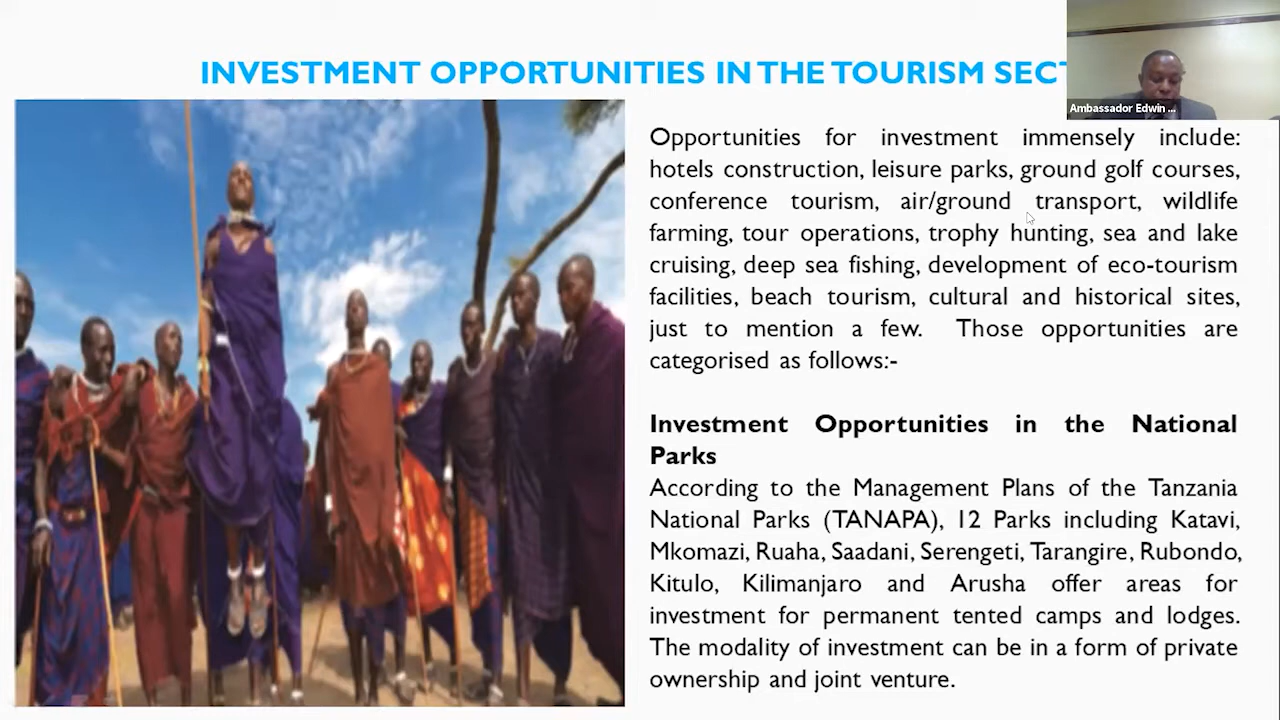 INVESTMENT OPPORTUNITIES IN THE TOURISM SECT
Ambassador Edwin ...
Opportunities for investment immensely include:
hotels construction, leisure parks, ground golf courses,
conference tourism, air/ground transport, wildlife
farming, tour operations, trophy hunting, sea and lake
cruising, deep sea fishing, development of eco-tourism
facilities, beach tourism, cultural and historical sites,
just to mention a few. Those opportunities are
categorised as follows:-
Investment Opportunities in the National
Parks
According to the Management Plans of the Tanzania
National Parks (TANAPA), 12 Parks including Katavi,
Mkomazi, Ruaha, Saadani, Serengeti, Tarangire, Rubondo,
Kitulo, Kilimanjaro and Arusha offer areas for
investment for permanent tented camps and lodges.
The modality of investment can be in a form of private
ownership and joint venture.